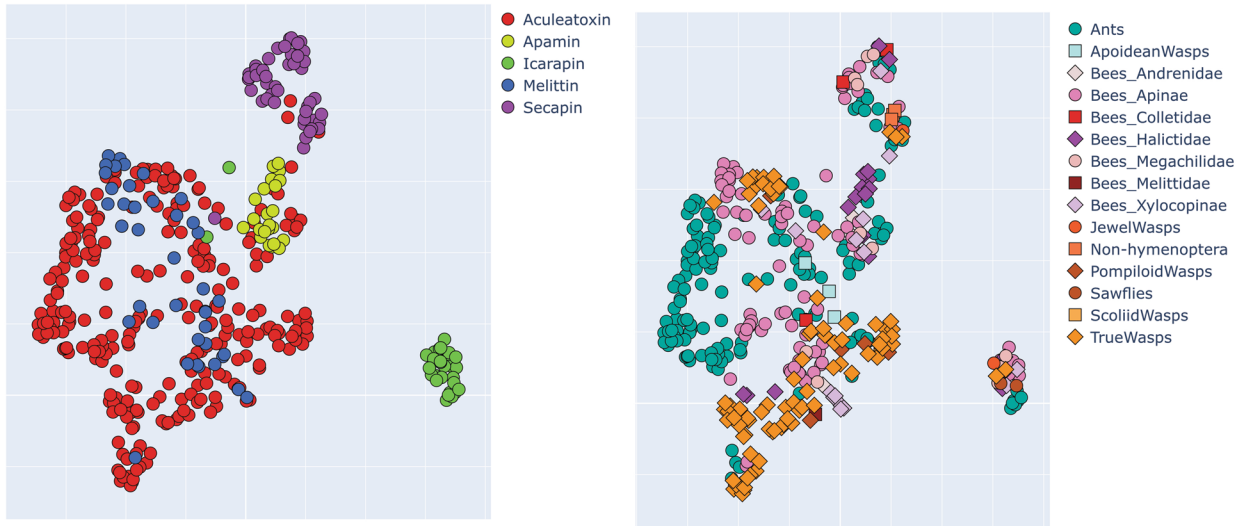 Aculeatoxin
Apamin
Icarapin
Melittin
Secapin
Ants
ApoideanWasps
Bees_Andrenidae
Bees_Apinae
Bees_Colletidae
Bees_Halictidae
Bees_Megachilidae
Bees_Melittidae
Bees_Xylocopinae
JewelWasps
Non-hymenoptera
PompiloidWasps
Sawflies
ScoliidWasps
TrueWasps